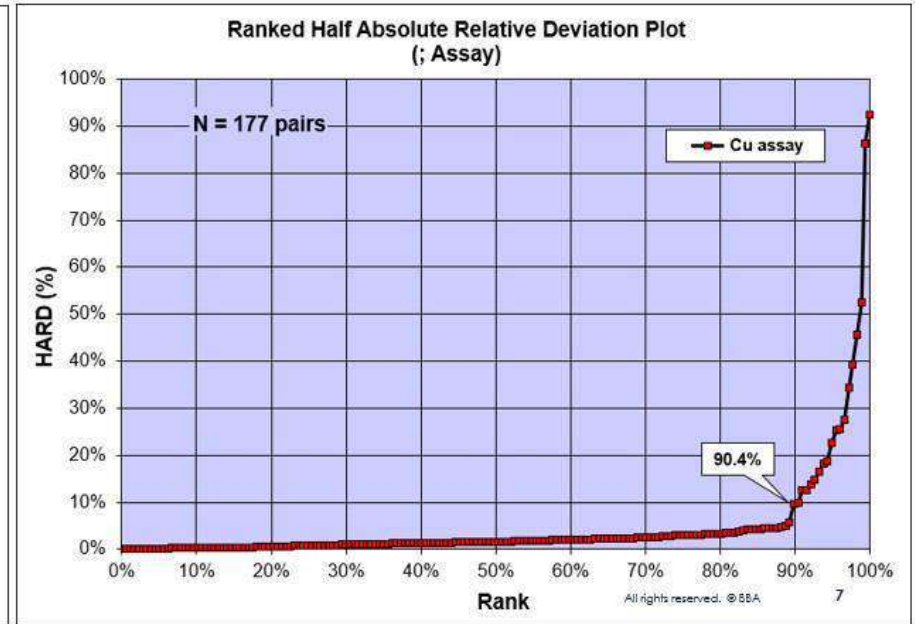 Ranked Half Absolute Relative Deviation Plot
(; Assay)
100%
90%
80%
70%
60%
50%
40%
30%
20%
10%
0%
HARD (%)
N = 177 pairs
Cu assay
90.4%
0% 10% 20% 30% 40% 50% 60% 70% 80% 90% 100%
Rank
All rights reserved. ©BBA 7